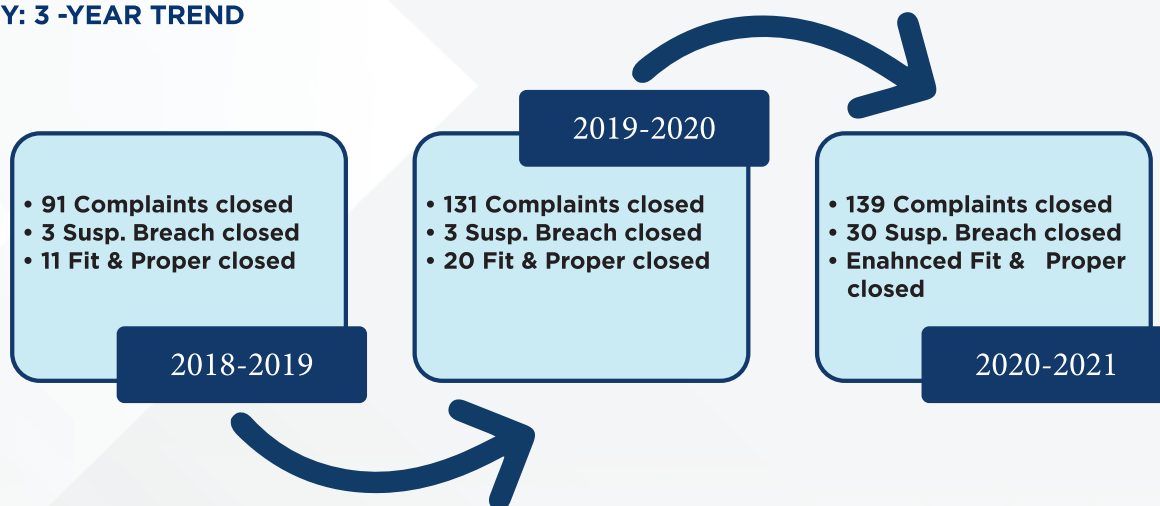 Y: 3 -YEAR TREND
• 91 Complaints closed
• 3 Susp. Breach closed
• 11 Fit & Proper closed
2018-2019
2019-2020
• 131 Complaints closed
• 3 Susp. Breach closed
• 20 Fit & Proper closed
• 139 Complaints closed
• 30 Susp. Breach closed
• Enahnced Fit & Proper
closed
2020-2021